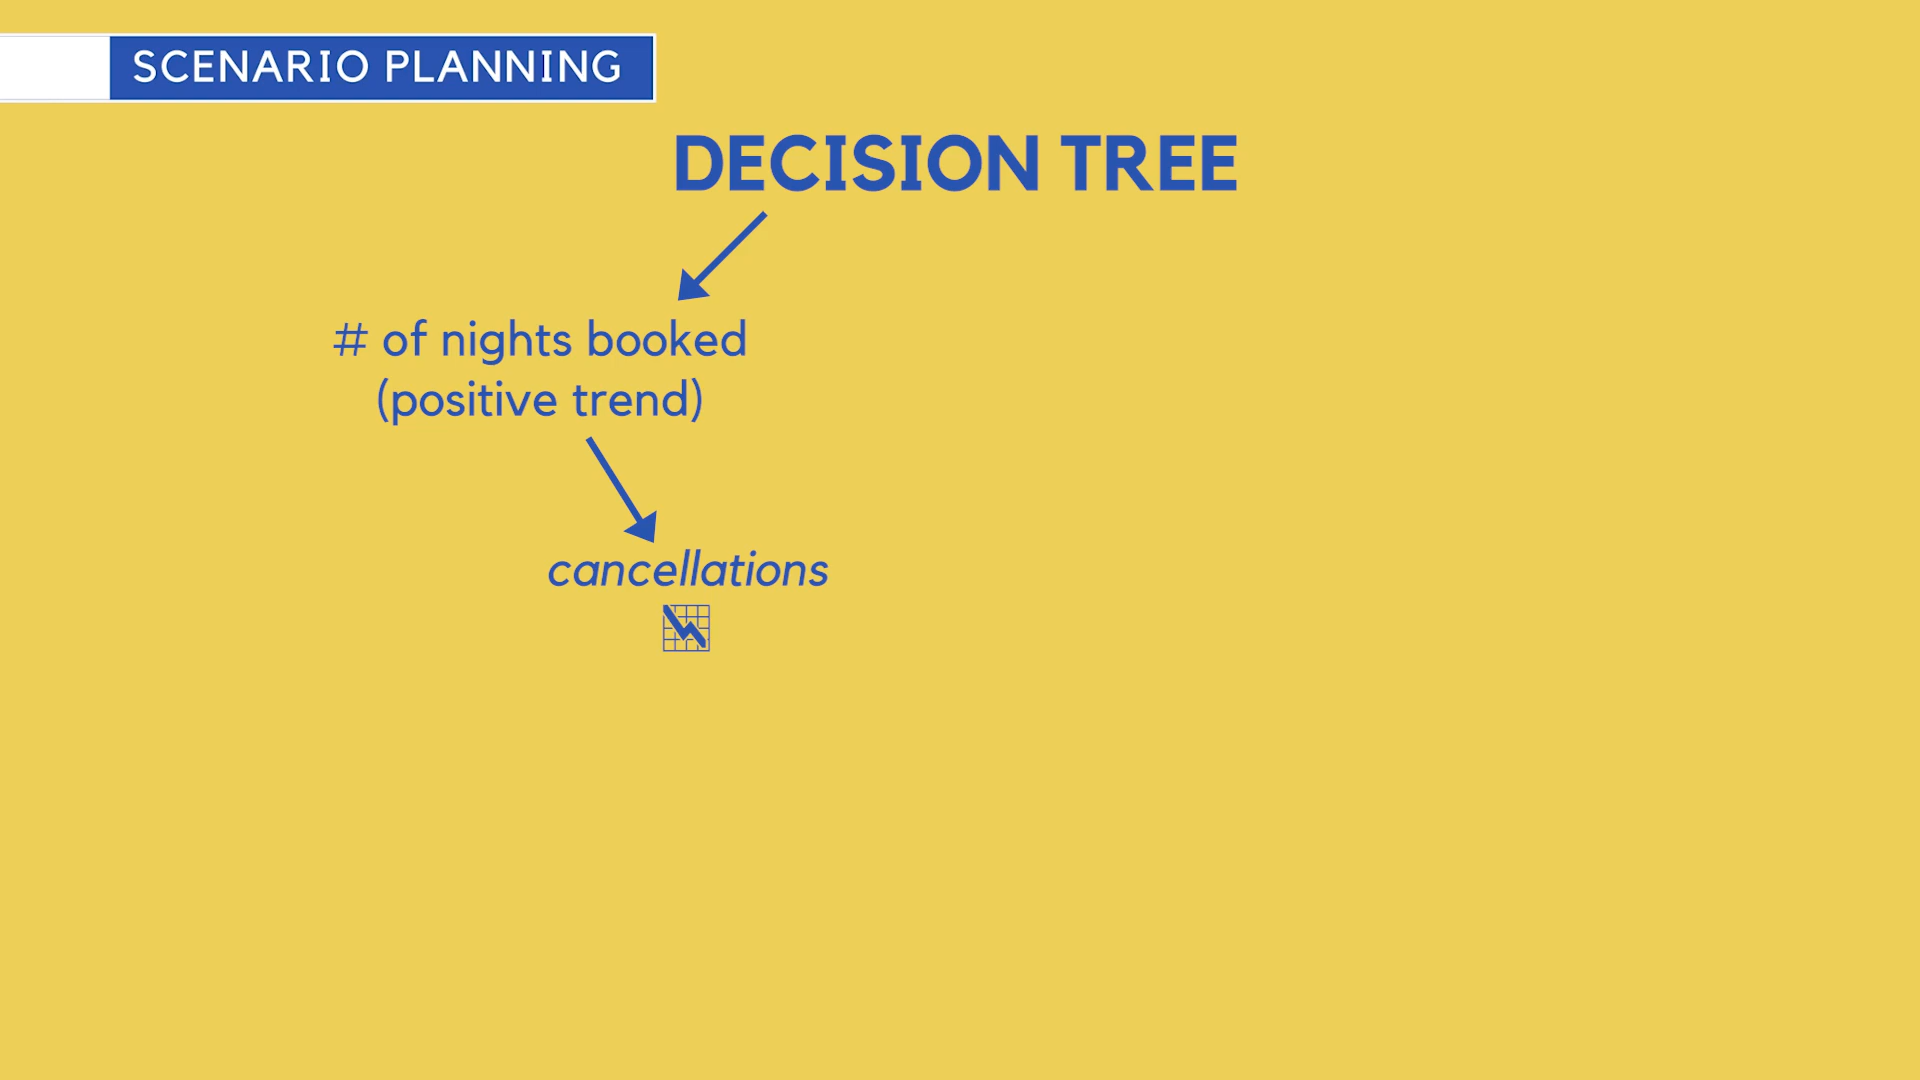 SCENARIO PLANNING
DECISION TREE
# of nights booked
(positive trend)
cancellations